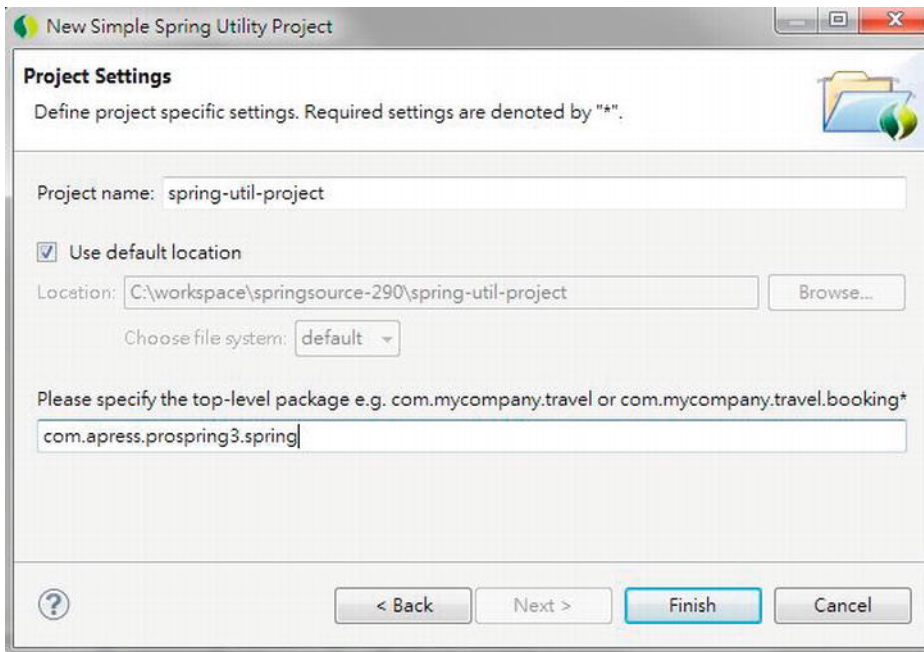 New Simple Spring Utility Project
Project Settings
Define project specific settings. Required settings are denoted by "*".
Project name: spring-util-project
Use default location
Location: C:\workspace\springsource-290\spring-util-project Browse...
Choose file system: default
Please specify the top-level package e.g. com.mycompany.travel or com.mycompany.travel.booking*
com.apress.prospring3.spring
? < Back Next > Finish Cancel